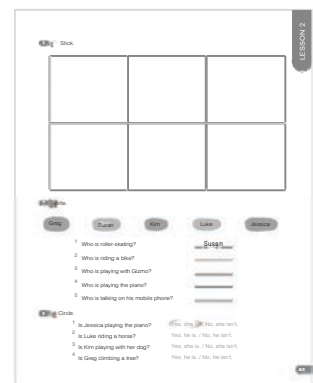 LESSON 2
Stick.
Write.
Greg Susan Kim Luke Jessica
1 Who is roller-skating? Susan
2 Who is riding a bike?
3 Who is playing with Gizmo?
4 Who is playing the piano?
5 Who is talking on his mobile phone?
Circle.
1 Is Jessica playing the piano? Yes, she is. / No, she isn't.
2 Is Luke riding a horse? Yes, he is. / No, he isn't.
3 Is Kim playing with her dog? Yes, she is. / No, she isn't.
4 Is Greg climbing a tree? Yes, he is. / No, he isn't.